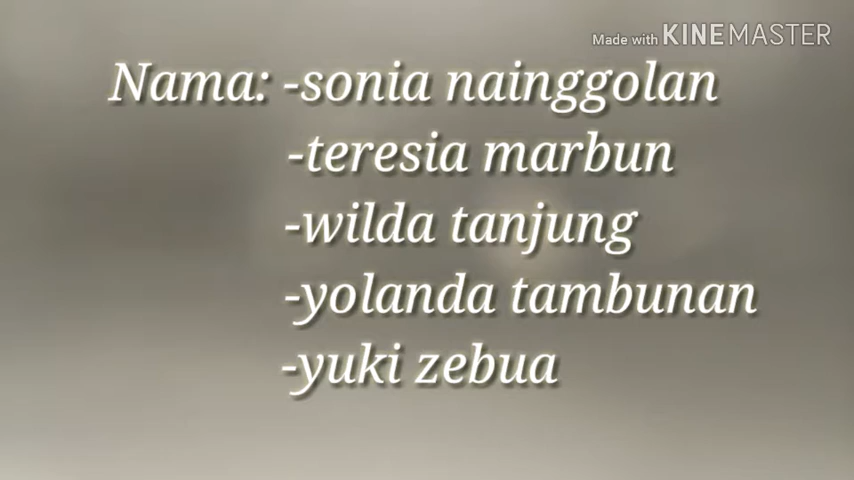 Made with KINEMASTER
Nama: -sonia nainggolan
-teresia marbun
-wilda tanjung
-yolanda tambunan
-yuki zebua